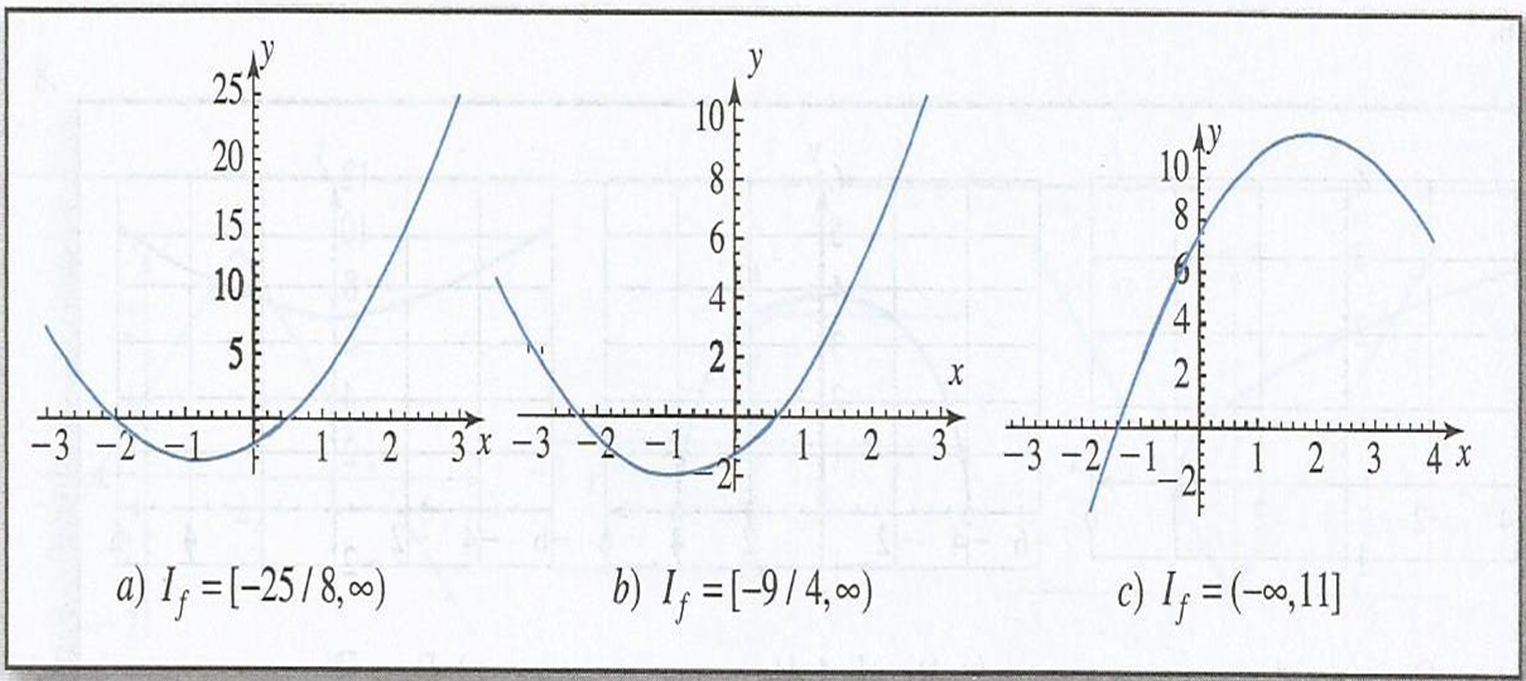 y
25
20
15
10
5
-3 -2 -1 1 2 3 x
a) I_f = [-25/8, ∞)
y
10
8
6
4
2
x
-3 -2 -1 1 2 3
-2
b) I_f = [-9/4, ∞)
y
10
8
6
4
2
-3 -2 -1 1 2 3 4 x
-2
c) I_f = (-∞, 11]